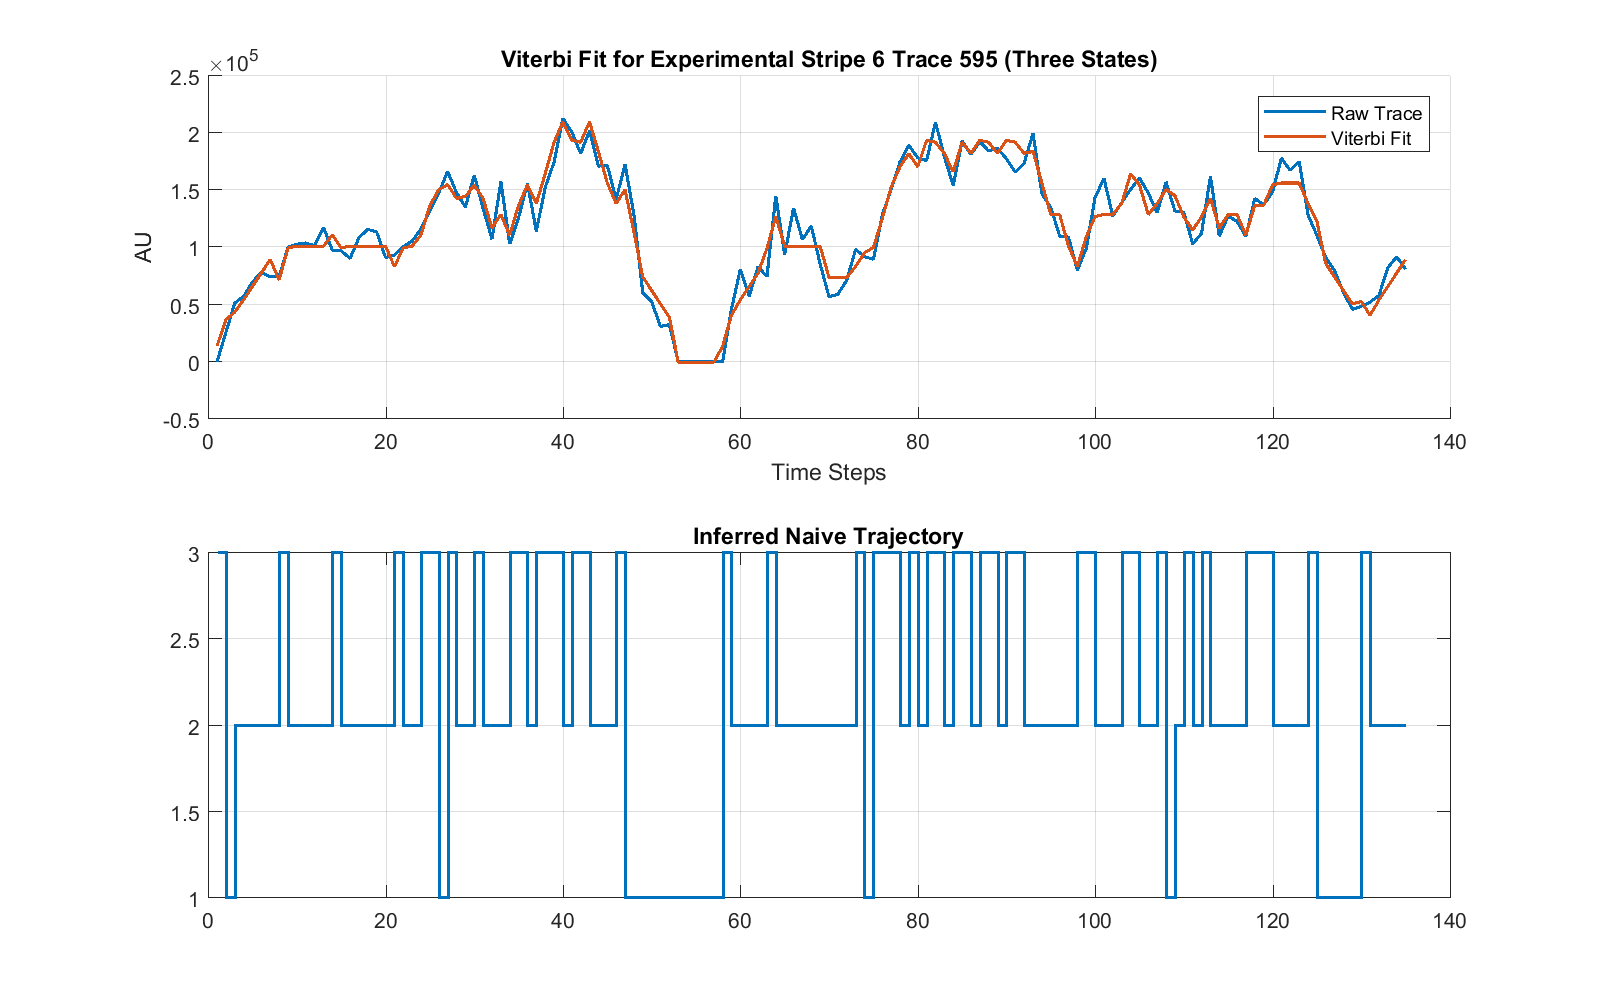 Viterbi Fit for Experimental Stripe 6 Trace 595 (Three States)
×10^5
2.5
2
1.5
1
0.5
0
-0.5
AU
Raw Trace
Viterbi Fit
0 20 40 60 80 100 120 140
Time Steps
Inferred Naive Trajectory
3
2.5
2
1.5
1
0 20 40 60 80 100 120 140